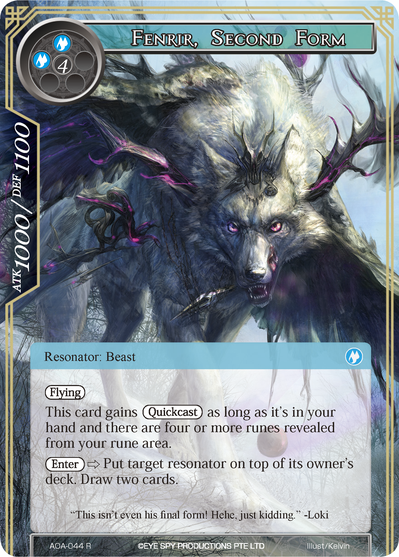 Fenrir, Second Form
4
ATK 1000 / DEF 1100
Resonator: Beast
Flying
This card gains Quickcast as long as it's in your
hand and there are four or more runes revealed
from your rune area.
Enter ⇨ Put target resonator on top of its owner's
deck. Draw two cards.
"This isn't even his final form! Hehe, just kidding." -Loki
AOA-044 R ©EYE SPY PRODUCTIONS PTE LTD Illust/Kelvin